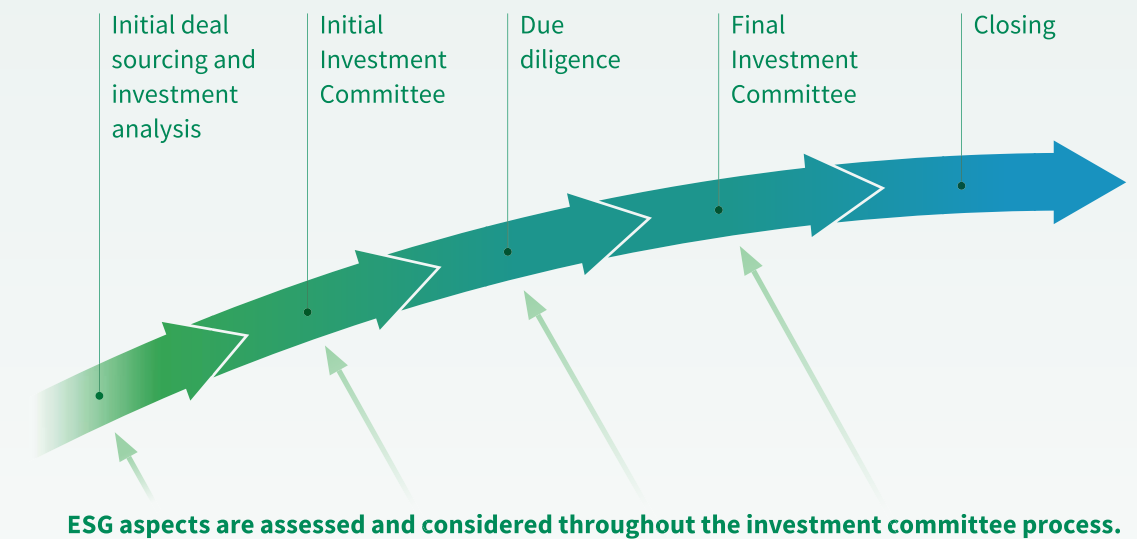 Initial deal
sourcing and
investment
analysis
Initial
Investment
Committee
Due
diligence
Final
Investment
Committee
Closing
ESG aspects are assessed and considered throughout the investment committee process.